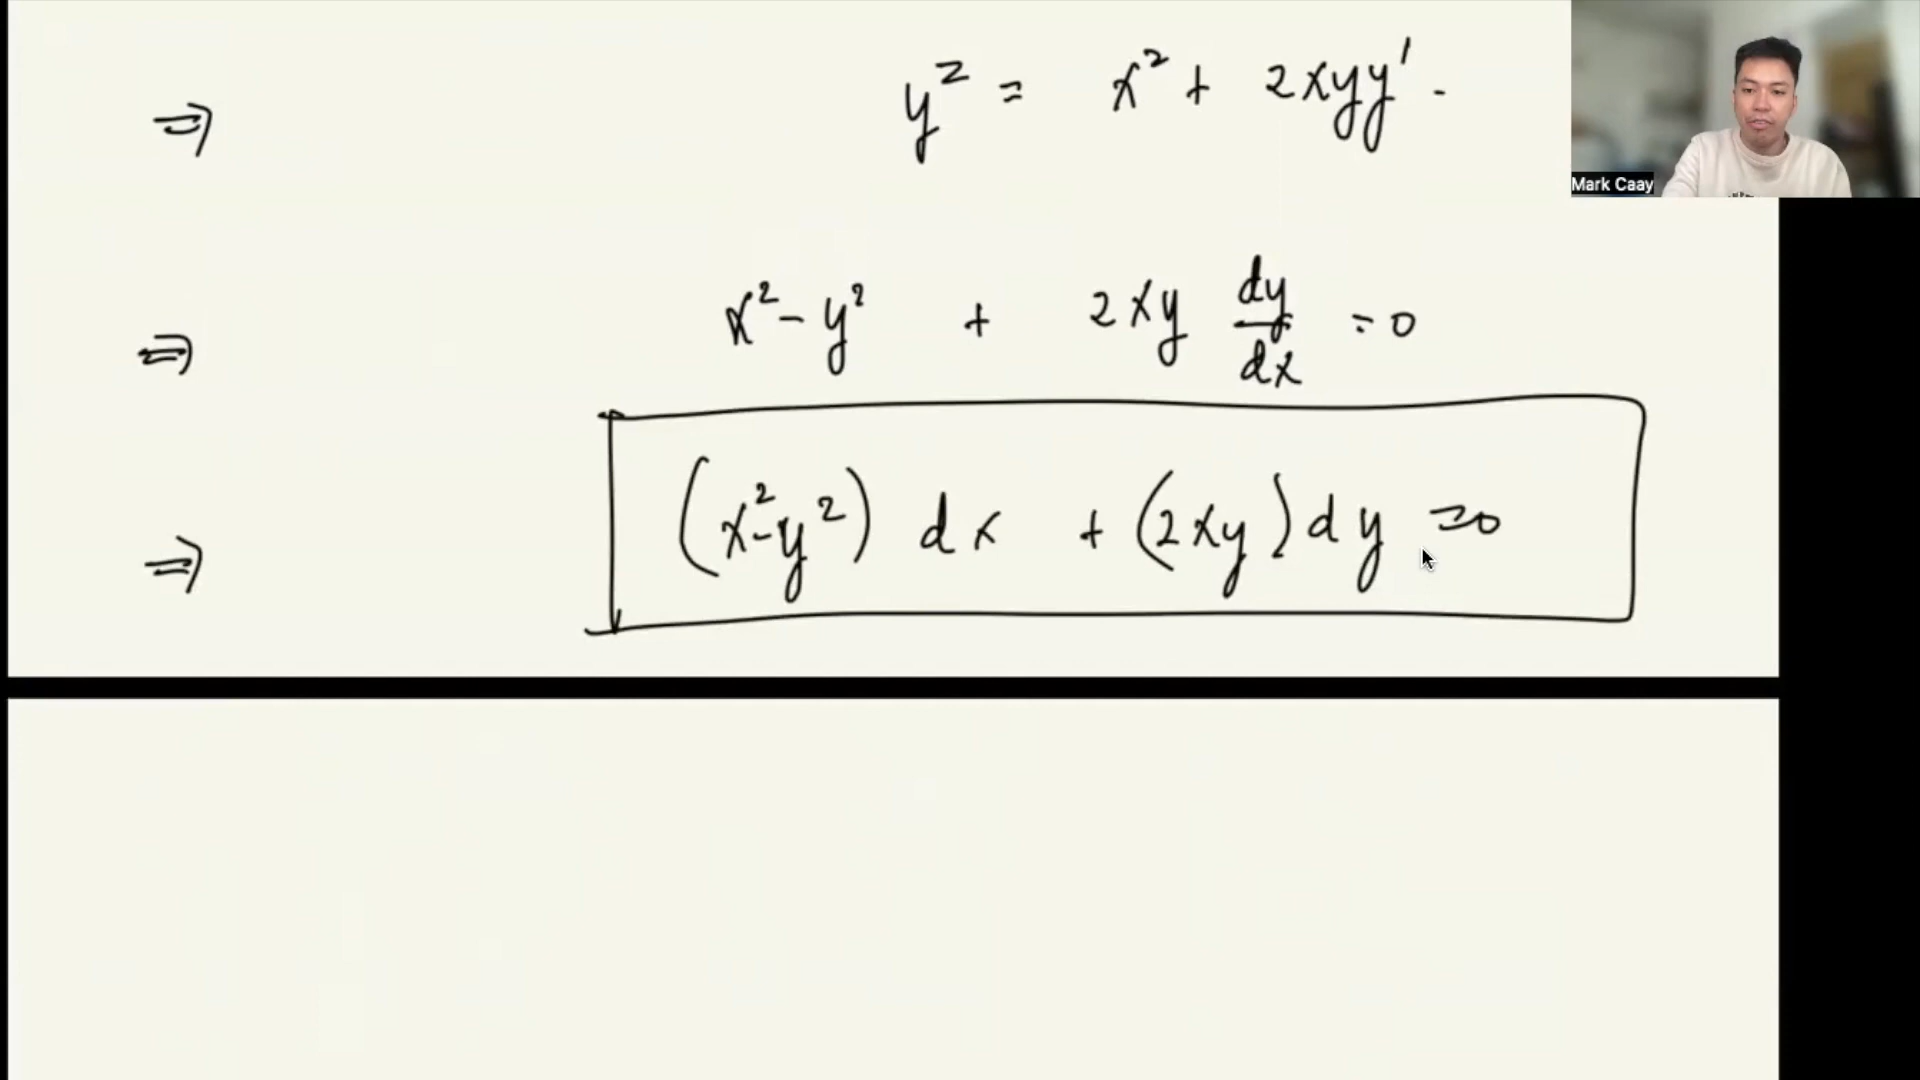 ⇒ y² = x² + 2xyy' .
Mark Caay
⇒ x² - y² + 2xy dy/dx = 0
⇒ (x² - y²) dx + (2xy) dy = 0